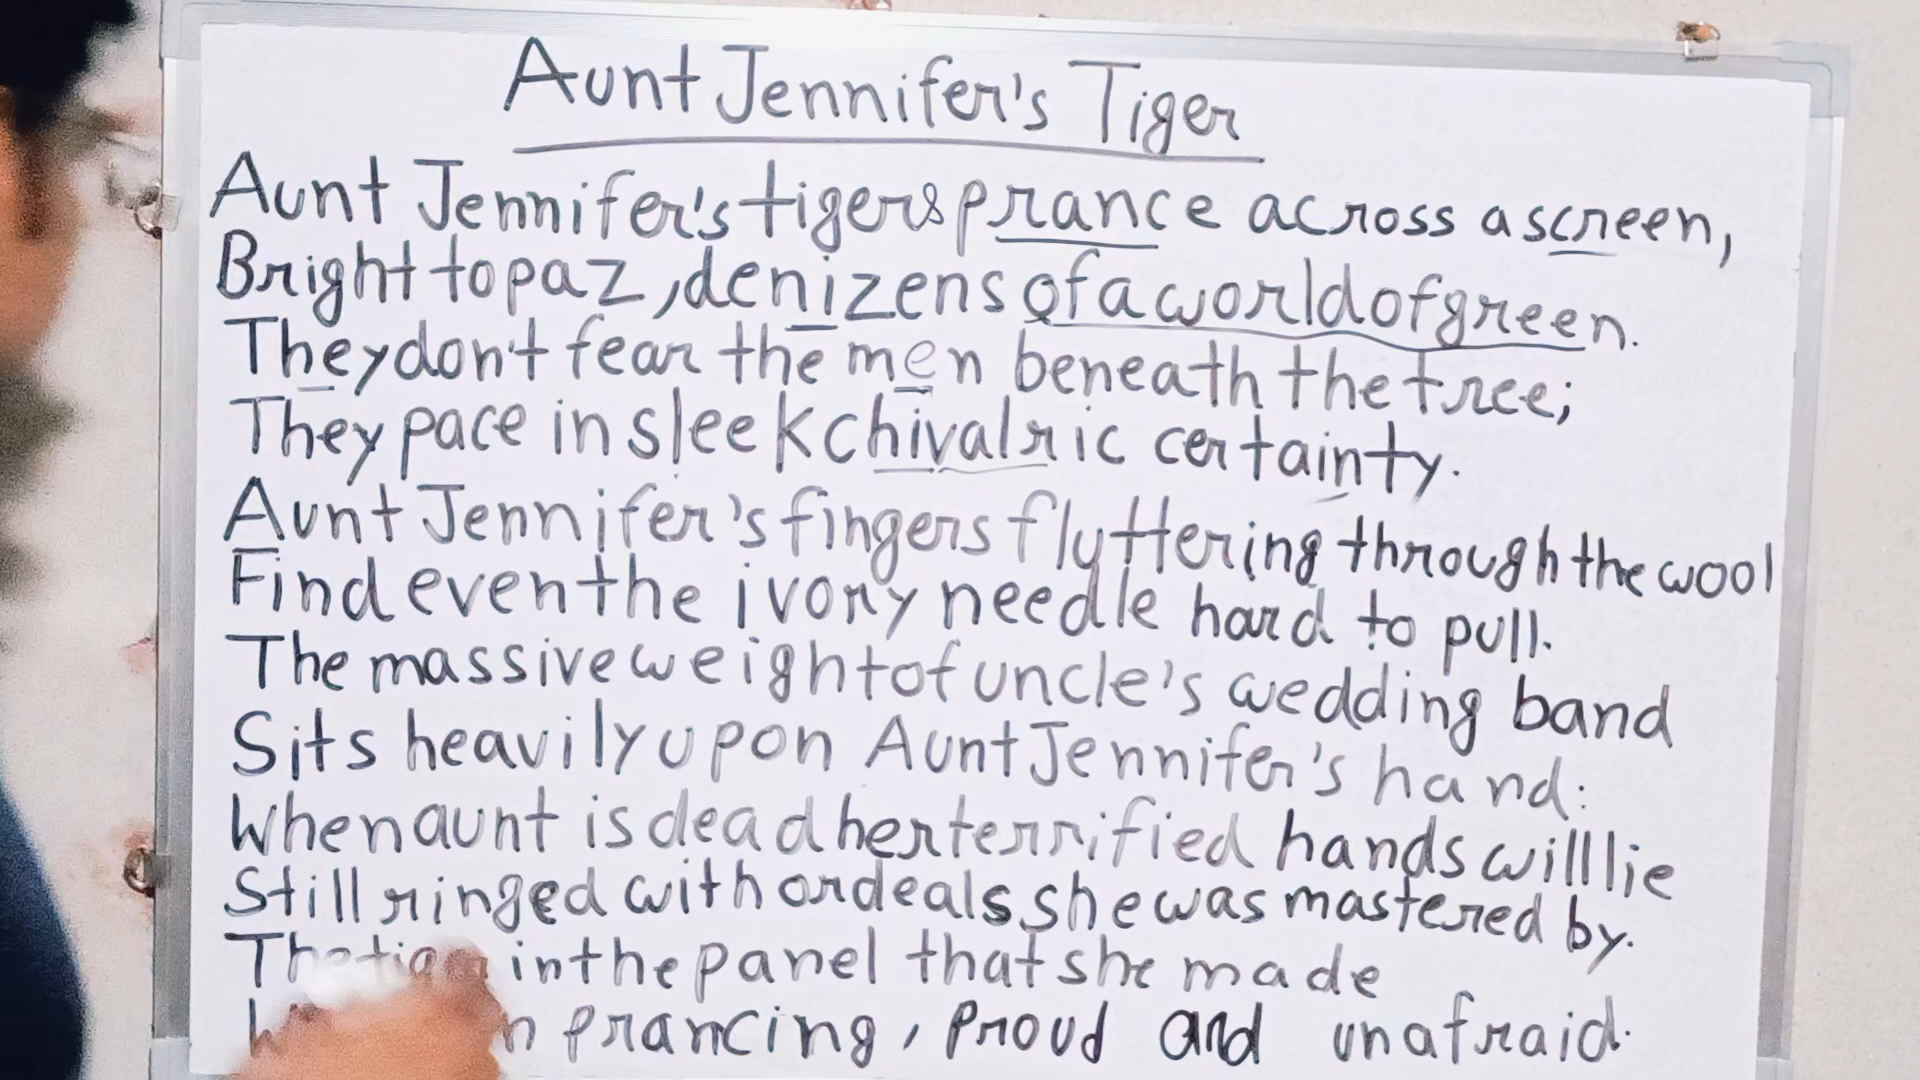 Aunt Jennifer's Tiger
Aunt Jennifer's tigers prance across a screen,
Bright topaz, denizens of a world of green.
They don't fear the men beneath the tree;
They pace in sleek chivalric certainty.
Aunt Jennifer's fingers fluttering through the wool
Find even the ivory needle hard to pull.
The massive weight of uncle's wedding band
Sits heavily upon Aunt Jennifer's hand:
When aunt is dead her terrified hands will lie
Still ringed with ordeals she was mastered by.
in the panel that she made
prancing, proud and unafraid.